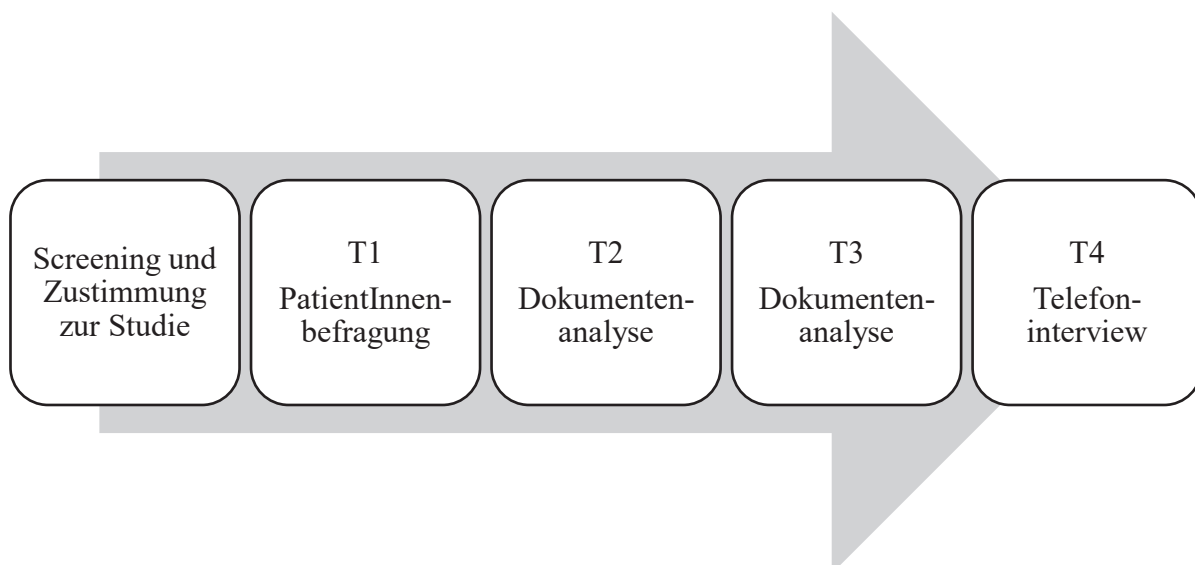 Screening und
Zustimmung
zur Studie
T1
PatientInnen-
befragung
T2
Dokumenten-
analyse
T3
Dokumenten-
analyse
T4
Telefon-
interview